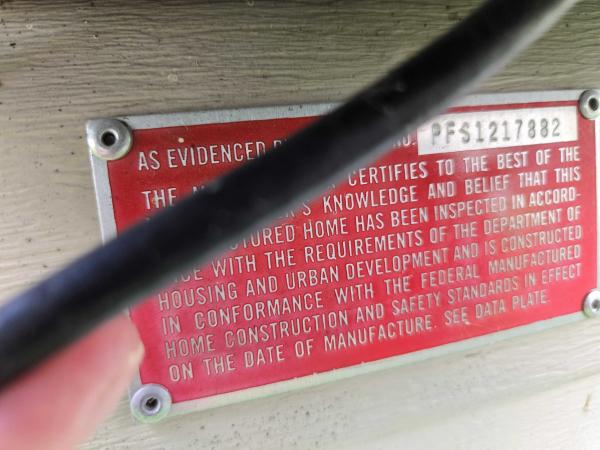 AS EVIDENCED NO. PFS1217882
THE CERTIFIES TO THE BEST OF THE
KNOWLEDGE AND BELIEF THAT THIS
HOME HAS BEEN INSPECTED IN ACCORD-
WITH THE REQUIREMENTS OF THE DEPARTMENT OF
HOUSING AND URBAN DEVELOPMENT AND IS CONSTRUCTED
IN CONFORMANCE WITH THE FEDERAL MANUFACTURED
HOME CONSTRUCTION AND SAFETY STANDARDS IN EFFECT
ON THE DATE OF MANUFACTURE. SEE DATA PLATE.